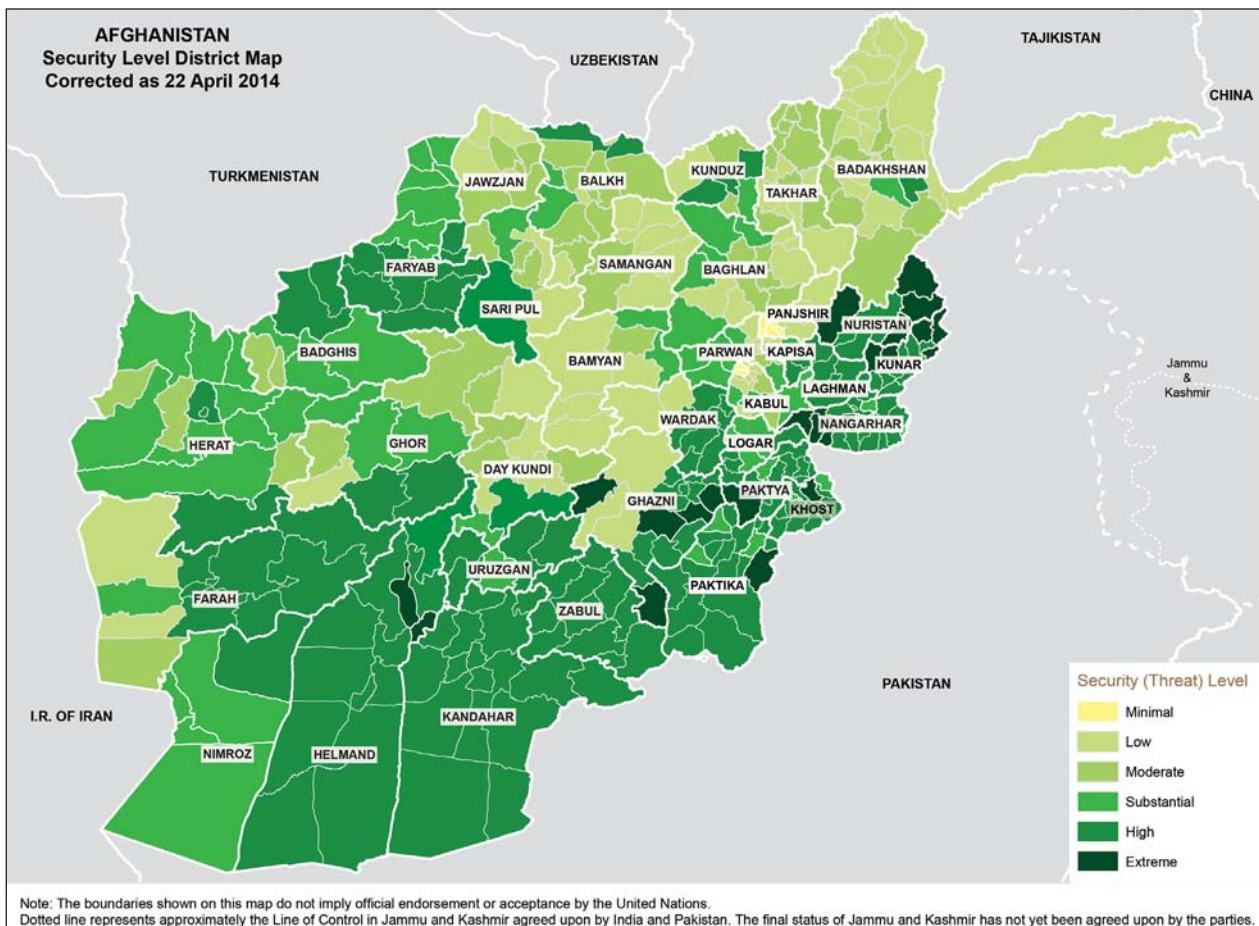 AFGHANISTAN
Security Level District Map
Corrected as 22 April 2014
UZBEKISTAN
TAJIKISTAN
CHINA
TURKMENISTAN
JAWZJAN
BALKH
KUNDUZ
TAKHAR
BADAKHSHAN
FARYAB
SAMANGAN
BAGHLAN
SARI PUL
PANJSHIR
NURISTAN
BADGHIS
BAMYAN
PARWAN
KAPISA
KUNAR
Jammu
&
Kashmir
LAGHMAN
KABUL
WARDAK
NANGARHAR
HERAT
GHOR
LOGAR
DAY KUNDI
GHAZNI
PAKTYA
KHOST
URUZGAN
PAKTIKA
FARAH
ZABUL
PAKISTAN
I.R. OF IRAN
KANDAHAR
NIMROZ
HELMAND
Security (Threat) Level
Minimal
Low
Moderate
Substantial
High
Extreme
Note: The boundaries shown on this map do not imply official endorsement or acceptance by the United Nations.
Dotted line represents approximately the Line of Control in Jammu and Kashmir agreed upon by India and Pakistan. The final status of Jammu and Kashmir has not yet been agreed upon by the parties.